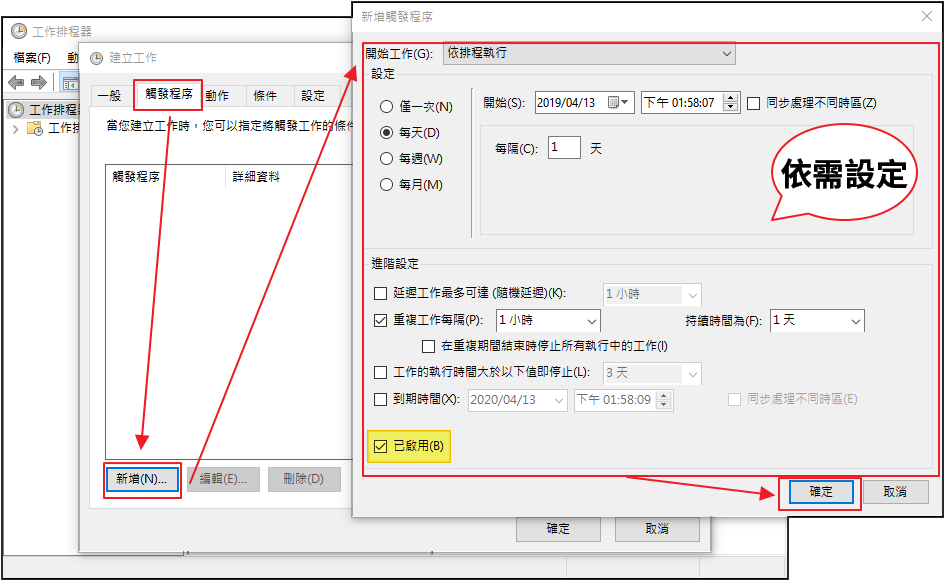 工作排程器
檔案(F) 動
工作排程器
工作排
建立工作
一般 觸發程序 動作 條件 設定
當您建立工作時，您可以指定將觸發工作的條件
觸發程序 詳細資料
新增(N)... 編輯(E)... 刪除(D)
確定 取消
新增觸發程序
開始工作(G): 依排程執行
設定
僅一次(N)
每天(D)
每週(W)
每月(M)
開始(S): 2019/04/13 下午 01:58:07 同步處理不同時區(Z)
每隔(C): 1 天
依需設定
進階設定
延遲工作最多可達 (隨機延遲)(K): 1 小時
重複工作每隔(P): 1 小時 持續時間為(F): 1 天
在重複期間結束時停止所有執行中的工作(I)
工作的執行時間大於以下值即停止(L): 3 天
到期時間(X): 2020/04/13 下午 01:58:09 同步處理不同時區(E)
已啟用(B)
確定 取消